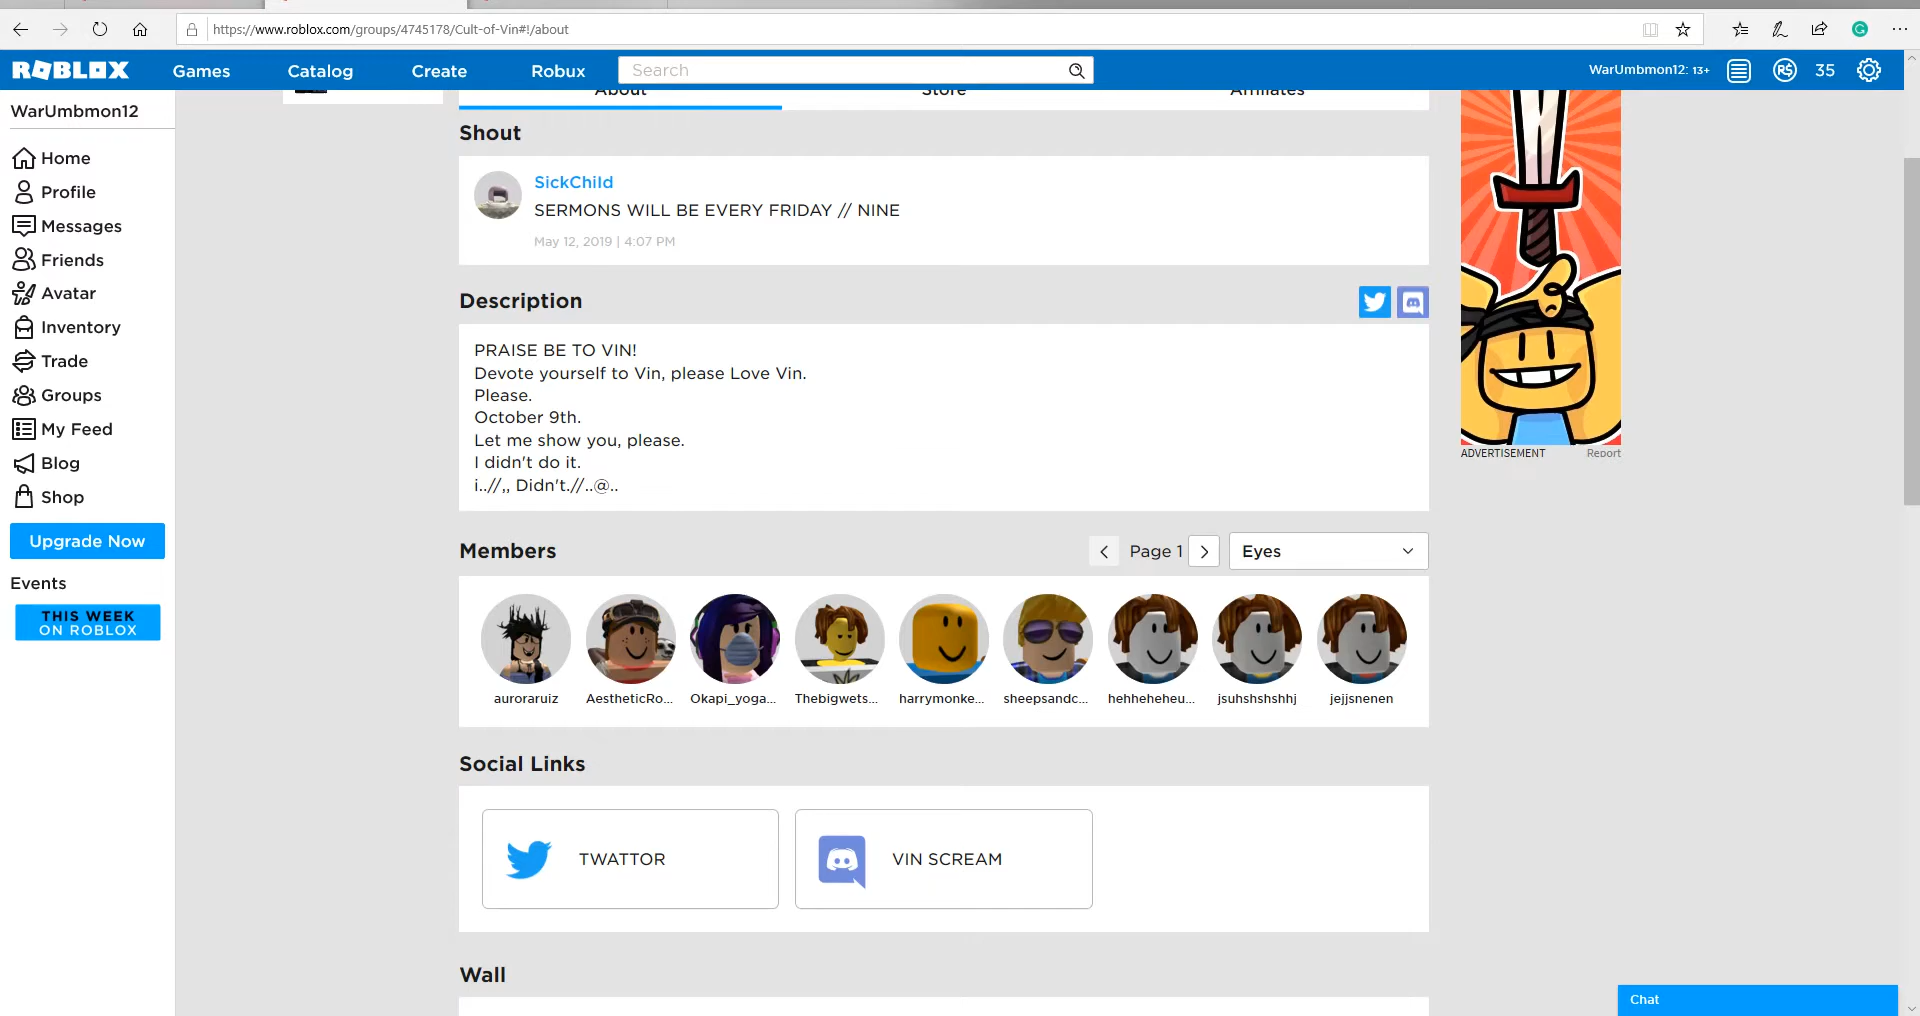 https://www.roblox.com/groups/4745178/Cult-of-Vin#!/about
ROBLOX Games Catalog Create Robux Search WarUmbmon12: 13+ R$ 35
WarUmbmon12
Home
Profile
Messages
Friends
Avatar
Inventory
Trade
Groups
My Feed
Blog
Shop
Upgrade Now
Events
THIS WEEK
ON ROBLOX
About Store Affiliates
Shout
SickChild
SERMONS WILL BE EVERY FRIDAY // NINE
May 12, 2019 | 4:07 PM
Description
PRAISE BE TO VIN!
Devote yourself to Vin, please Love Vin.
Please.
October 9th.
Let me show you, please.
I didn't do it.
i..//,, Didn't.//..@..
Members Page 1 Eyes
auroraruiz AestheticRo... Okapi_yoga... Thebigwets... harrymonke... sheepsandc... hehheheheu... jsuhshshshhj jejjsnenen
Social Links
TWATTOR VIN SCREAM
Wall
ADVERTISEMENT Report
Chat